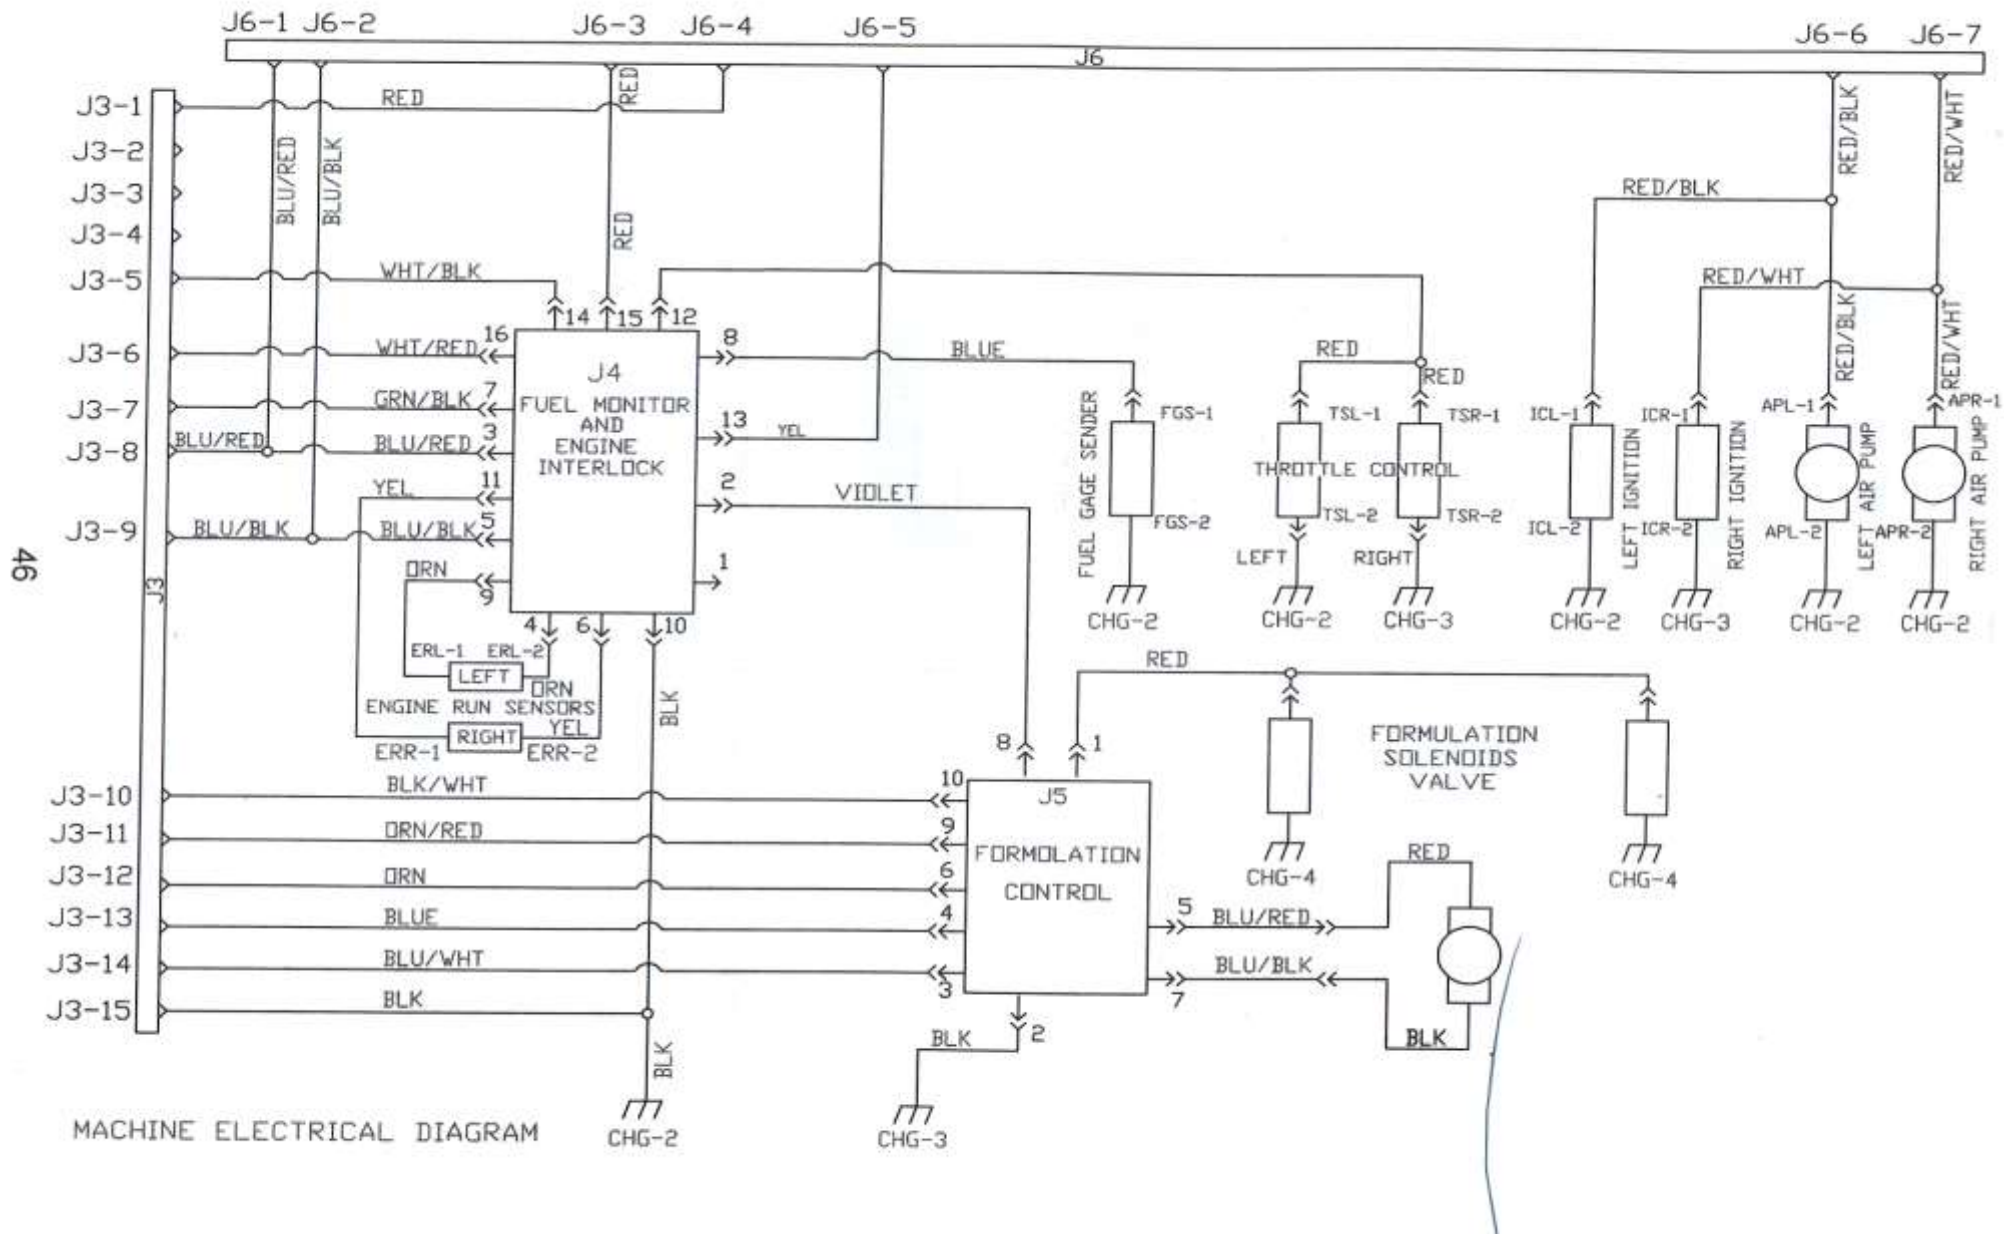 J6-1 J6-2 J6-3 J6-4 J6-5 J6-6 J6-7
J6
J3-1
RED
RED
J3-2
J3-3
J3-4
BLU/RED
BLU/BLK
RED
RED/BLK
RED/WHT
RED/BLK
J3-5
WHT/BLK
RED/WHT
14
15
12
J3-6
WHT/RED
16
8
BLUE
RED
RED
RED/BLK
RED/WHT
J4
FUEL MONITOR
AND
ENGINE
INTERLOCK
J3-7
GRN/BLK
7
13
YEL
J3-8
BLU/RED
BLU/RED
3
YEL
11
2
VIOLET
J3-9
BLU/BLK
BLU/BLK
5
ORN
9
1
4
6
10
FUEL GAGE SENDER
FGS-1
FGS-2
TSL-1
TSR-1
THROTTLE CONTROL
TSL-2
TSR-2
LEFT
RIGHT
ICL-1
ICR-1
ICL-2
ICR-2
LEFT IGNITION
RIGHT IGNITION
APL-1
APR-1
APL-2
APR-2
LEFT AIR PUMP
RIGHT AIR PUMP
CHG-2
CHG-2
CHG-3
CHG-2
CHG-3
CHG-2
CHG-2
46
J3
ERL-1
ERL-2
LEFT
ORN
ENGINE RUN SENSORS
YEL
RIGHT
ERR-1
ERR-2
BLK
RED
8
1
FORMULATION
SOLENOIDS
VALVE
CHG-4
CHG-4
J3-10
BLK/WHT
10
J5
FORMOLATION
CONTROL
J3-11
ORN/RED
9
J3-12
ORN
6
J3-13
BLUE
4
J3-14
BLU/WHT
3
J3-15
BLK
RED
5
BLU/RED
BLU/BLK
7
BLK
2
BLK
BLK
CHG-2
CHG-3
MACHINE ELECTRICAL DIAGRAM